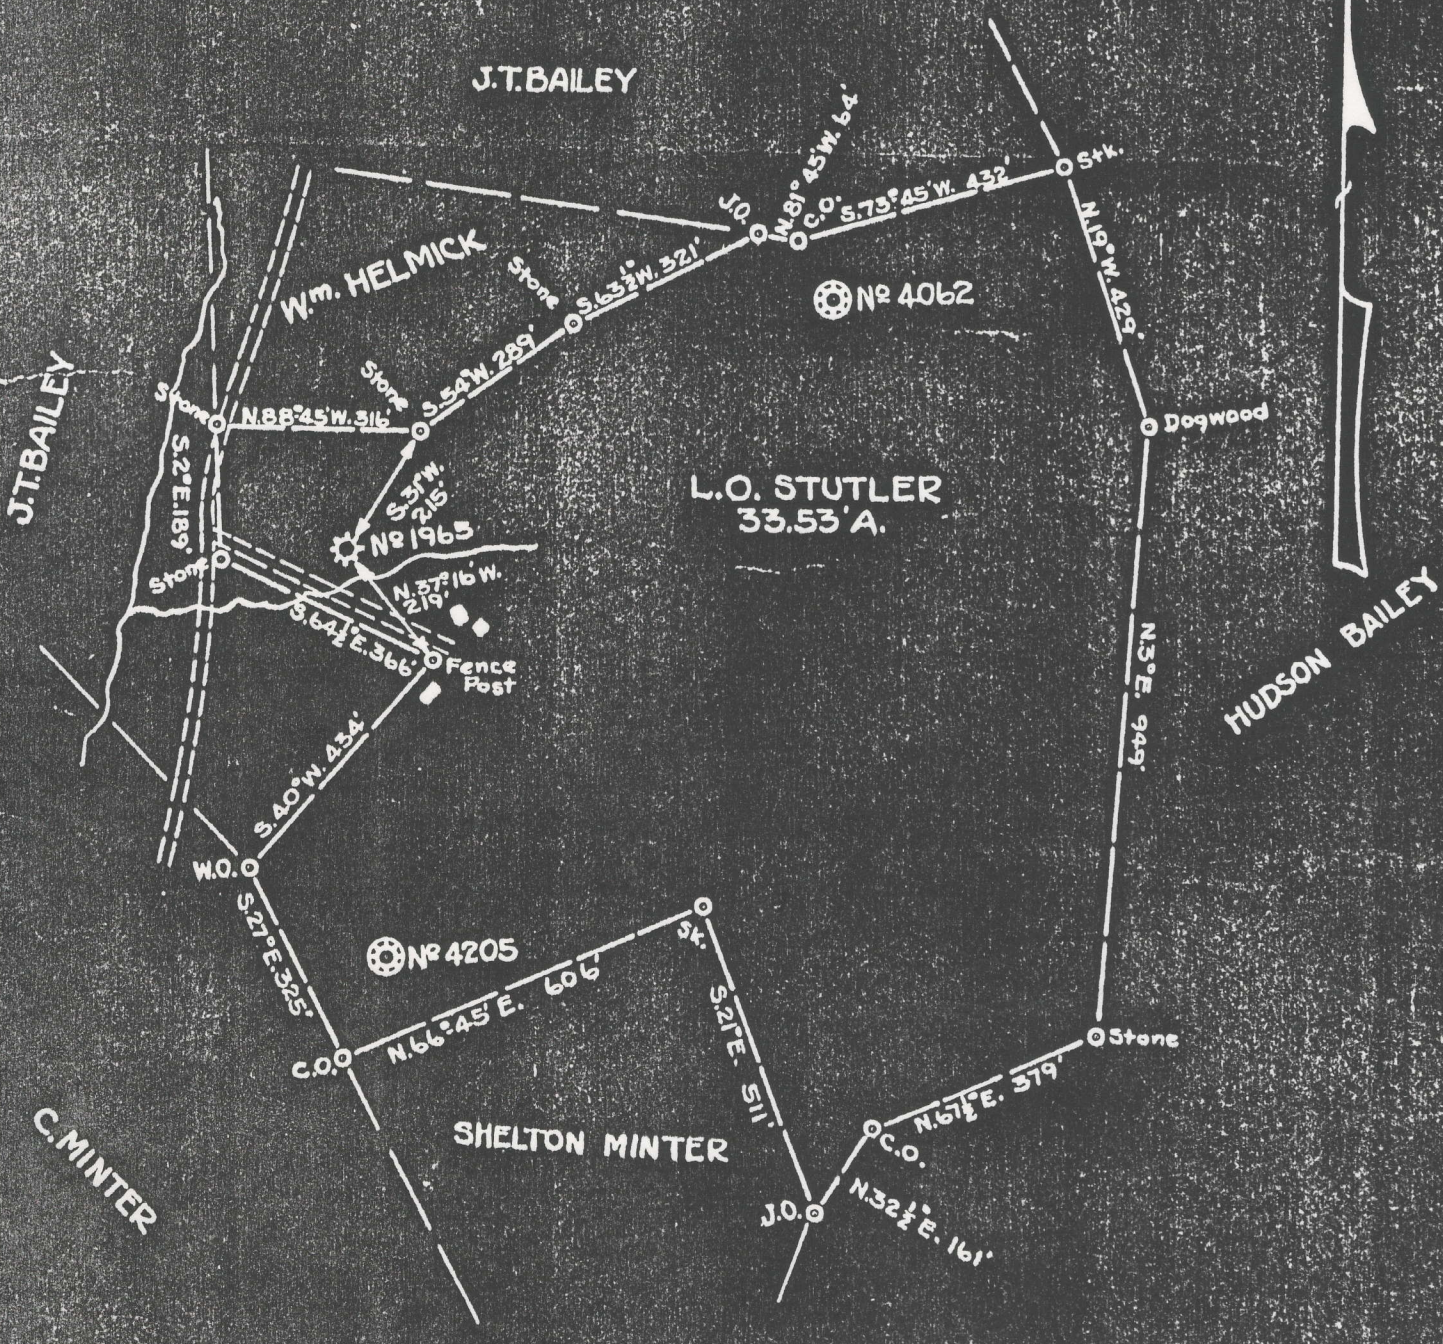 J.T. BAILEY
N.81°45'W. 64'
Stk.
J.O.
C.O.
S.73°45'W. 432'
N.19°W. 429'
Wm. HELMICK
Stone
S.63½°W. 321'
Nº 4062
J.T. BAILEY
Stone
Stone
N.88°45'W. 316'
S.54°W. 289'
Dogwood
S.2°E. 189'
S.31°W.
215'
L.O. STUTLER
33.53 A.
Nº 1965
Stone
N.37°16'W.
219'
S.64½°E. 366'
Fence
Post
HUDSON BAILEY
N.3°E. 949'
S.40°W. 434'
W.O.
S.27°E. 325'
Nº 4205
Sk.
N.66°45'E. 606'
C.O.
S.21°E. 511'
Stone
N.67½°E. 379'
C. MINTER
SHELTON MINTER
C.O.
J.O.
N.32½°E. 161'